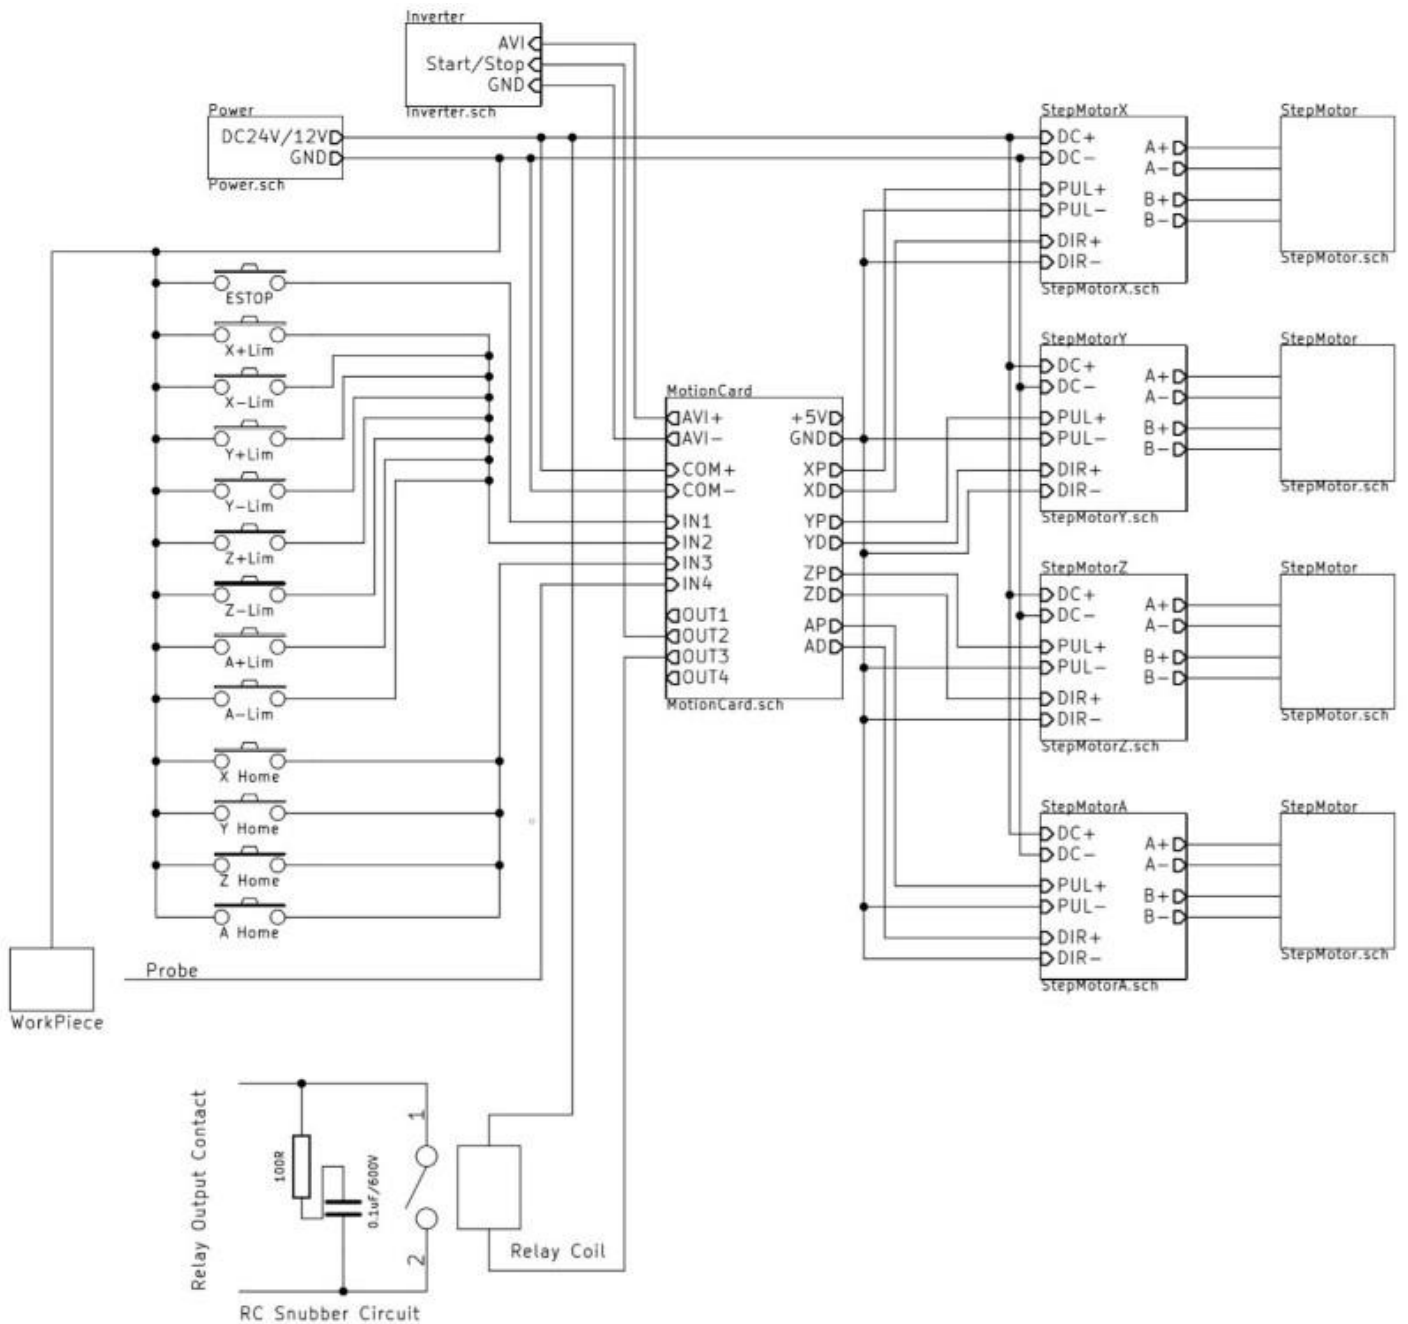 Inverter
AVI
Start/Stop
GND
Inverter.sch
Power
DC24V/12V
GND
Power.sch
ESTOP
X+Lim
X-Lim
Y+Lim
Y-Lim
Z+Lim
Z-Lim
A+Lim
A-Lim
X Home
Y Home
Z Home
A Home
Probe
WorkPiece
MotionCard
AVI+ +5V
AVI- GND
COM+ XP
COM- XD
IN1 YP
IN2 YD
IN3 ZP
IN4 ZD
OUT1 AP
OUT2 AD
OUT3
OUT4
MotionCard.sch
StepMotorX
DC+
DC- A+
A-
PUL+ B+
PUL- B-
DIR+
DIR-
StepMotorX.sch
StepMotor
StepMotor.sch
StepMotorY
DC+ A+
DC- A-
PUL+ B+
PUL- B-
DIR+
DIR-
StepMotorY.sch
StepMotor
StepMotor.sch
StepMotorZ
DC+ A+
DC- A-
PUL+ B+
PUL- B-
DIR+
DIR-
StepMotorZ.sch
StepMotor
StepMotor.sch
StepMotorA
DC+ A+
DC- A-
PUL+ B+
PUL- B-
DIR+
DIR-
StepMotorA.sch
StepMotor
StepMotor.sch
Relay Output Contact
100R
0.1uF/600V
1
2
Relay Coil
RC Snubber Circuit